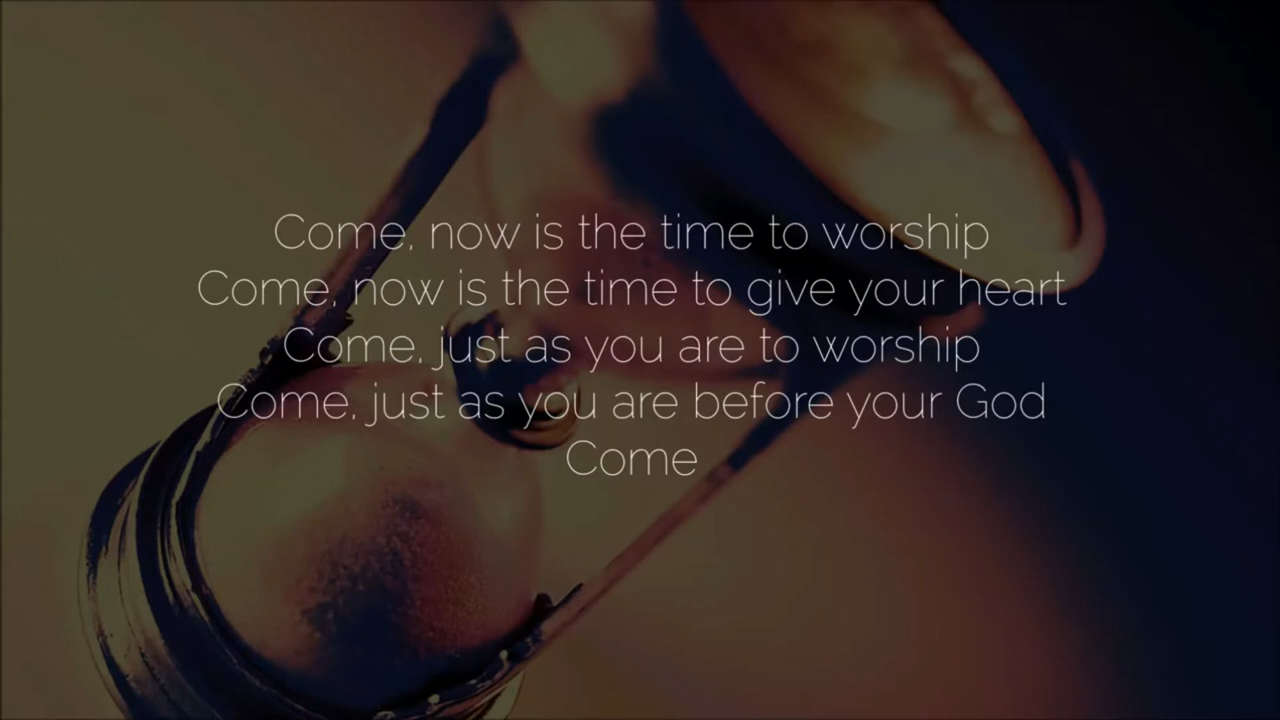 Come, now is the time to worship
Come, now is the time to give your heart
Come, just as you are to worship
Come, just as you are before your God
Come